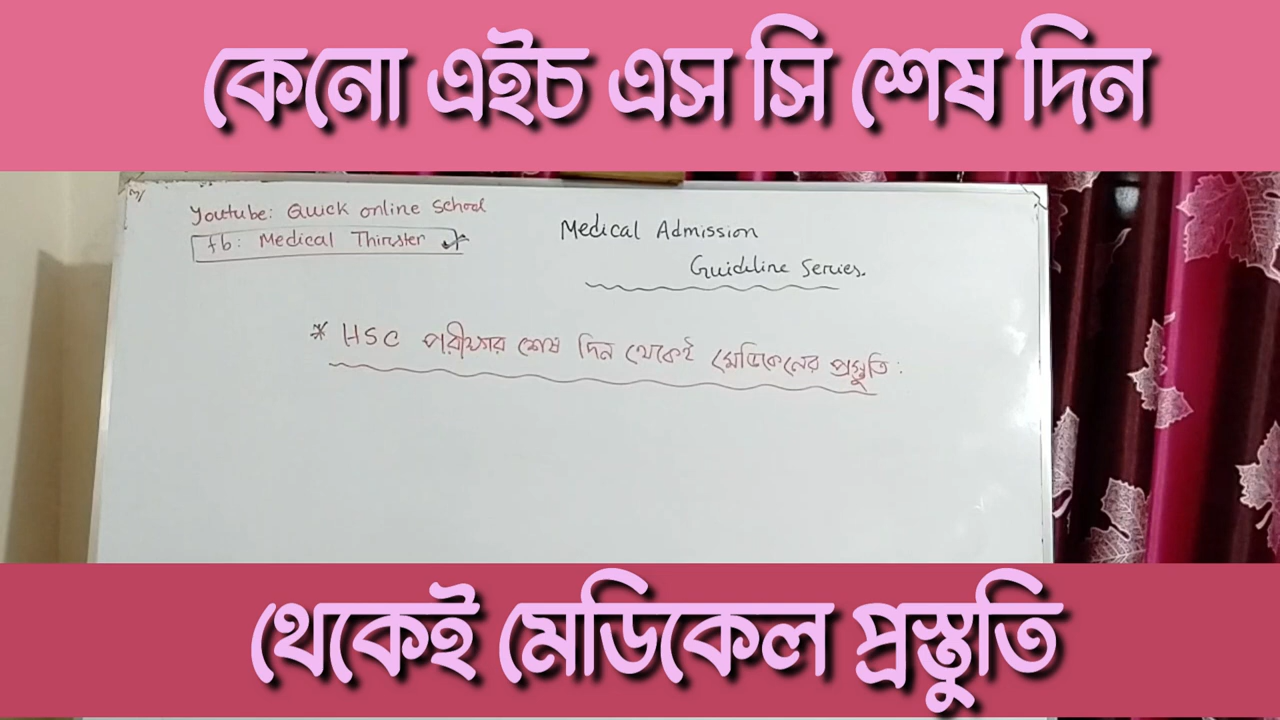 কেনো এইচ এস সি শেষ দিন
Youtube: Quick online School
fb: Medical Thirster
Medical Admission
Guideline Series.
* HSC পরীক্ষার শেষ দিন থেকেই মেডিকেলের প্রস্তুতি:
থেকেই মেডিকেল প্রস্তুতি